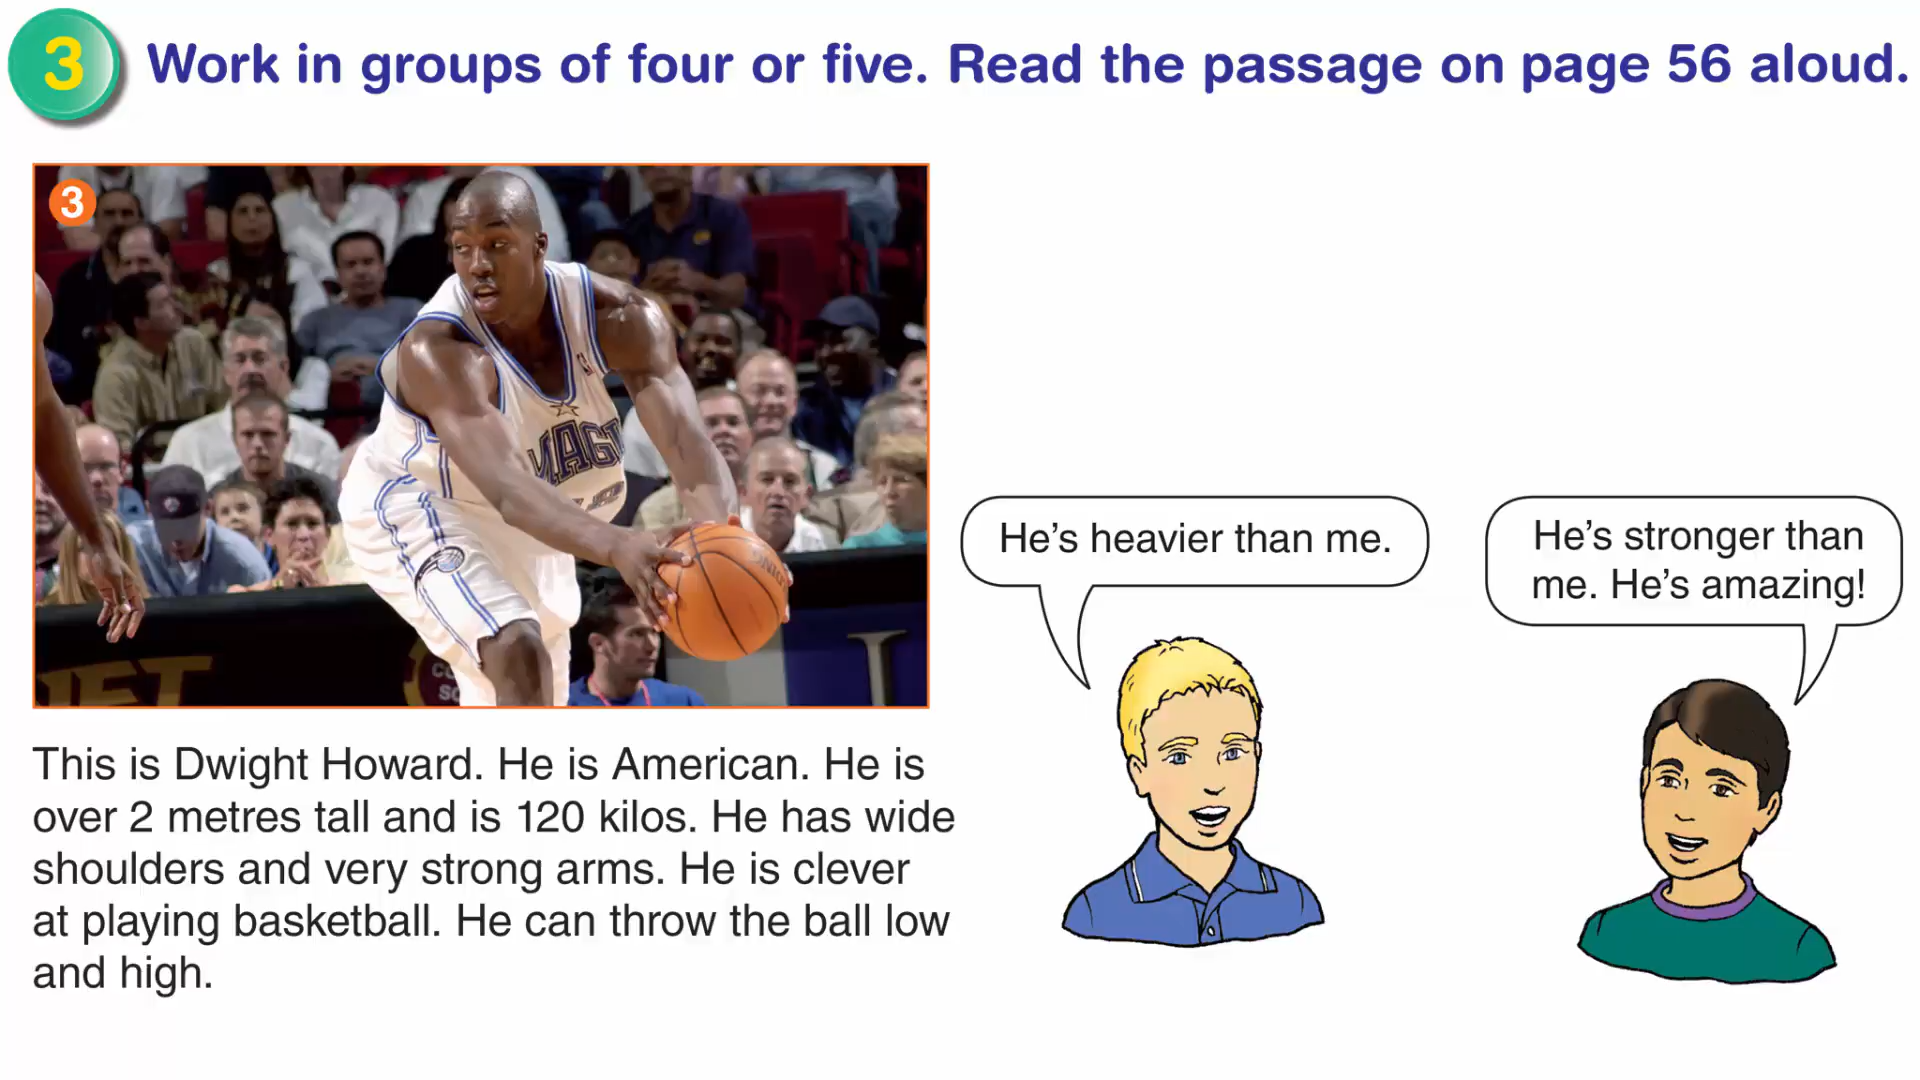 3 Work in groups of four or five. Read the passage on page 56 aloud.
3
MAGI
He's heavier than me.
He's stronger than
me. He's amazing!
This is Dwight Howard. He is American. He is
over 2 metres tall and is 120 kilos. He has wide
shoulders and very strong arms. He is clever
at playing basketball. He can throw the ball low
and high.